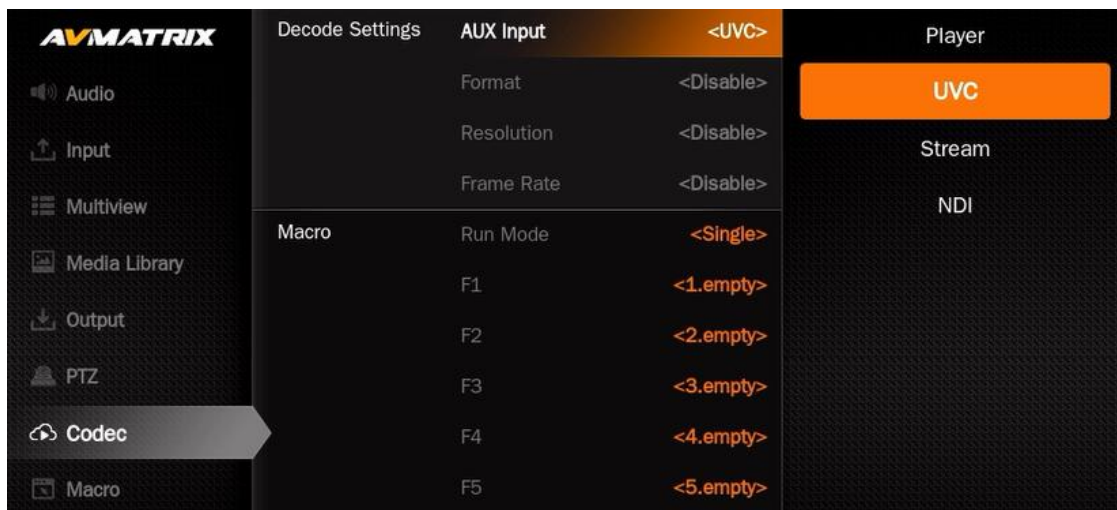 AVMATRIX
Audio
Input
Multiview
Media Library
Output
PTZ
Codec
Macro
Decode Settings
AUX Input <UVC>
Format <Disable>
Resolution <Disable>
Frame Rate <Disable>
Macro
Run Mode <Single>
F1 <1.empty>
F2 <2.empty>
F3 <3.empty>
F4 <4.empty>
F5 <5.empty>
Player
UVC
Stream
NDI